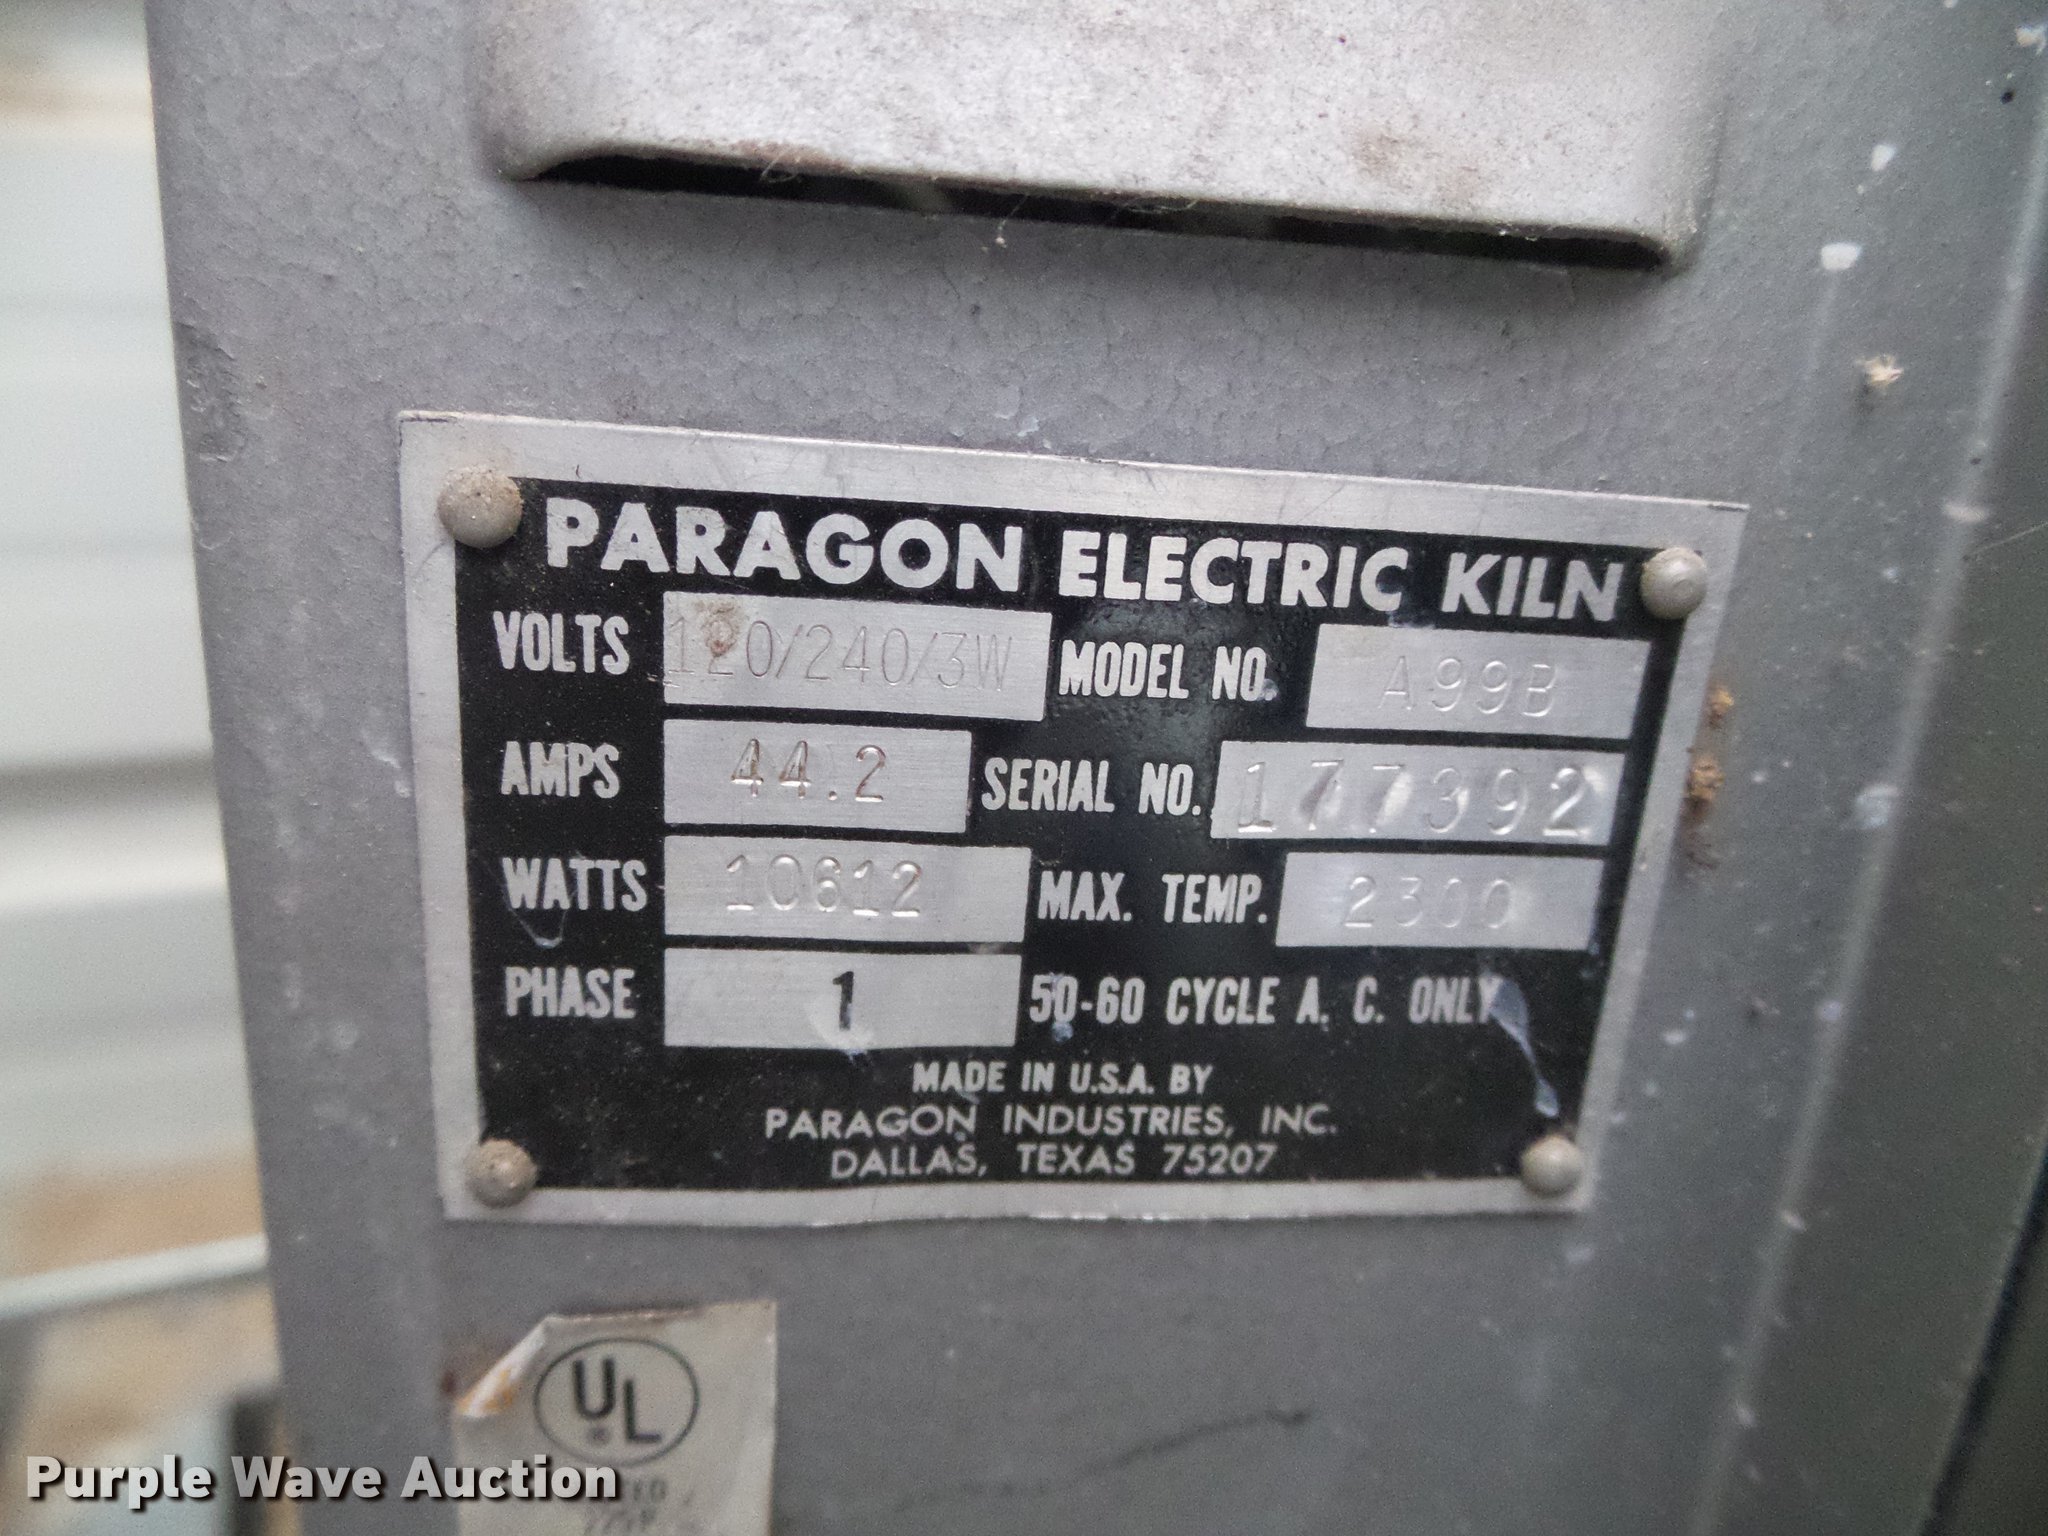 PARAGON ELECTRIC KILN
VOLTS 120/240/3W MODEL NO. A99B
AMPS 44.2 SERIAL NO. 177392
WATTS 10612 MAX. TEMP. 2300
PHASE 1 50-60 CYCLE A. C. ONLY
MADE IN U.S.A. BY
PARAGON INDUSTRIES, INC.
DALLAS, TEXAS 75207
UL
®
Purple Wave Auction